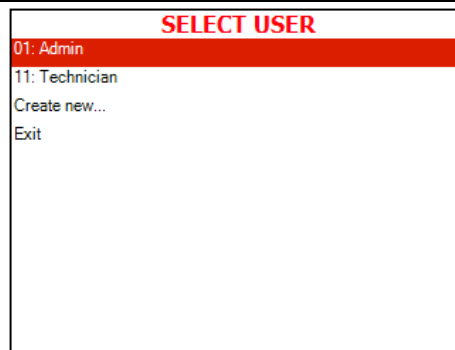 SELECT USER
01: Admin
11: Technician
Create new...
Exit